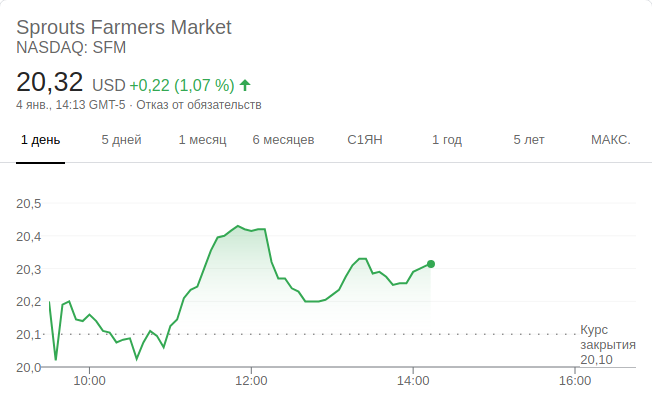 Sprouts Farmers Market
NASDAQ: SFM
20,32 USD +0,22 (1,07 %)
4 янв., 14:13 GMT-5 · Отказ от обязательств
1 день 5 дней 1 месяц 6 месяцев С1ЯН 1 год 5 лет МАКС.
20,5
20,4
20,3
20,2
20,1
20,0
Курс
закрытия
20,10
10:00 12:00 14:00 16:00